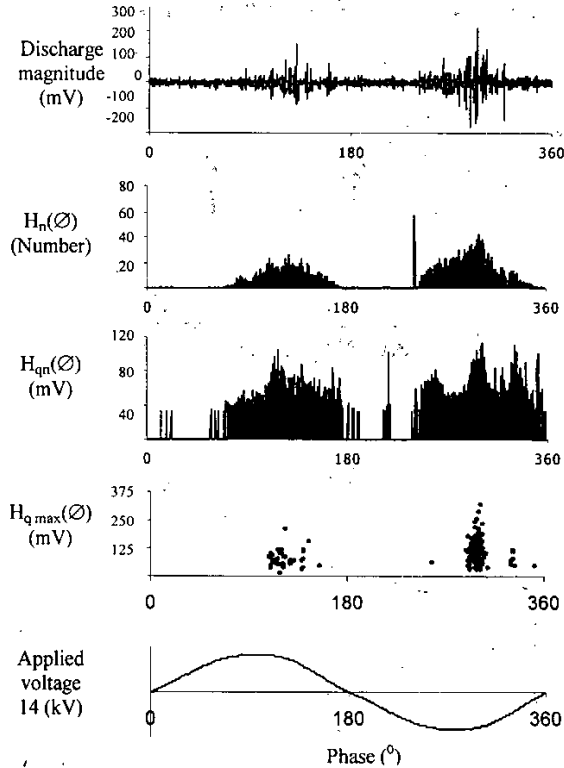 Discharge
magnitude
(mV)
300
200
100
0
-100
-200
0 180 360
Hn(∅)
(Number)
80
60
40
20
0 180 360
Hqn(∅)
(mV)
120
80
40
0 180 360
Hq max(∅)
(mV)
375
250
125
0 180 360
Applied
voltage
14 (kV)
0 180 360
Phase (⁰)